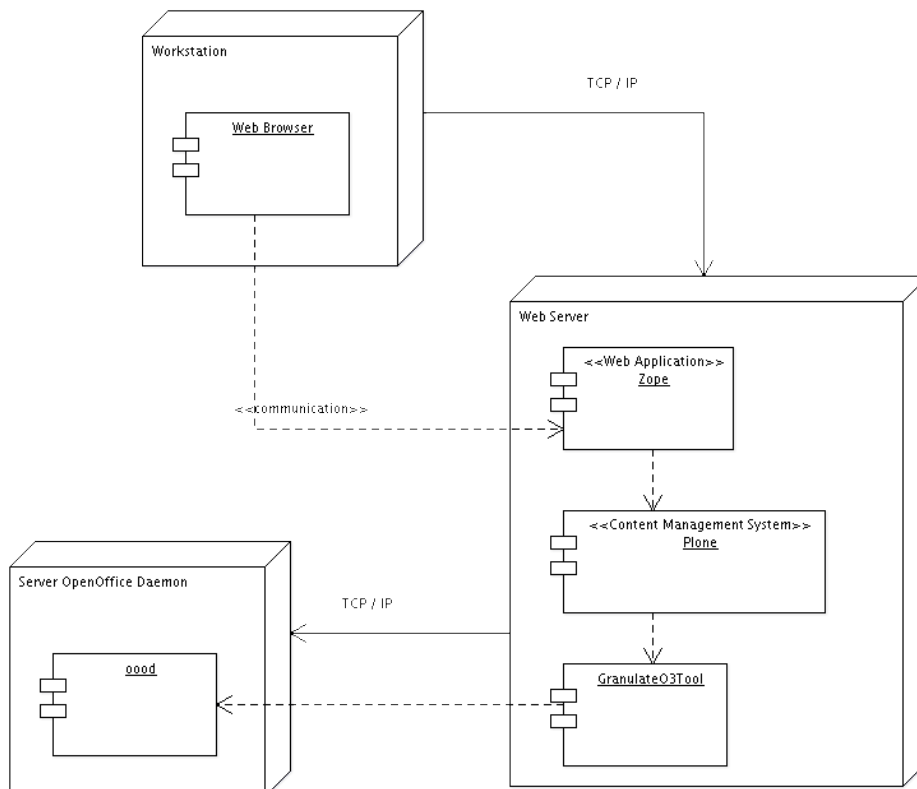 Workstation
TCP / IP
Web Browser
Web Server
<<Web Application>>
Zope
<<communication>>
<<Content Management System>>
Plone
Server OpenOffice Daemon
TCP / IP
oood
GranulateO3Tool